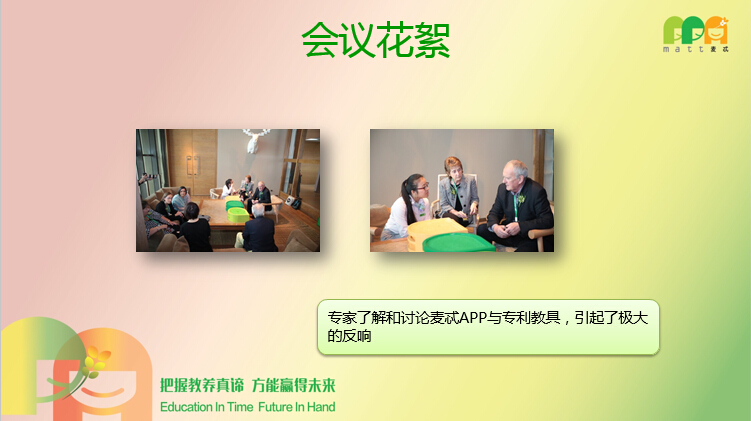 会议花絮
matt麦忒
专家了解和讨论麦忒APP与专利教具，引起了极大
的反响
把握教养真谛 方能赢得未来
Education In Time Future In Hand